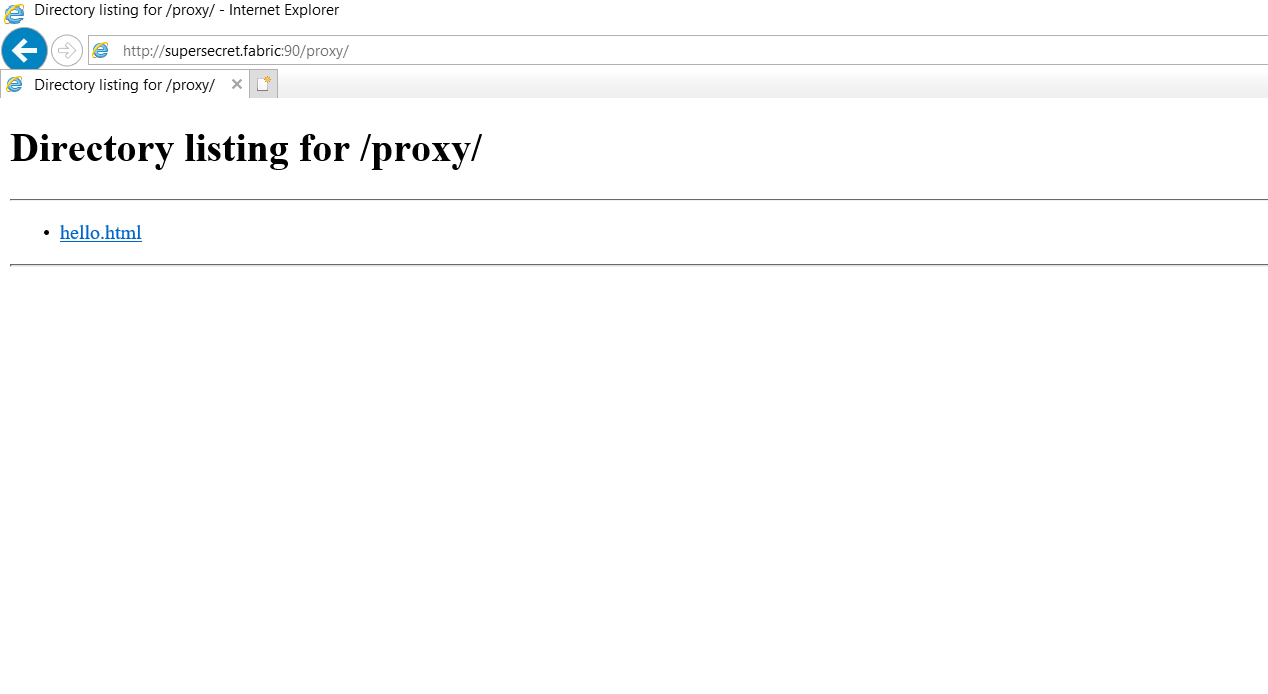 Directory listing for /proxy/ - Internet Explorer
http://supersecret.fabric:90/proxy/
Directory listing for /proxy/
Directory listing for /proxy/
hello.html